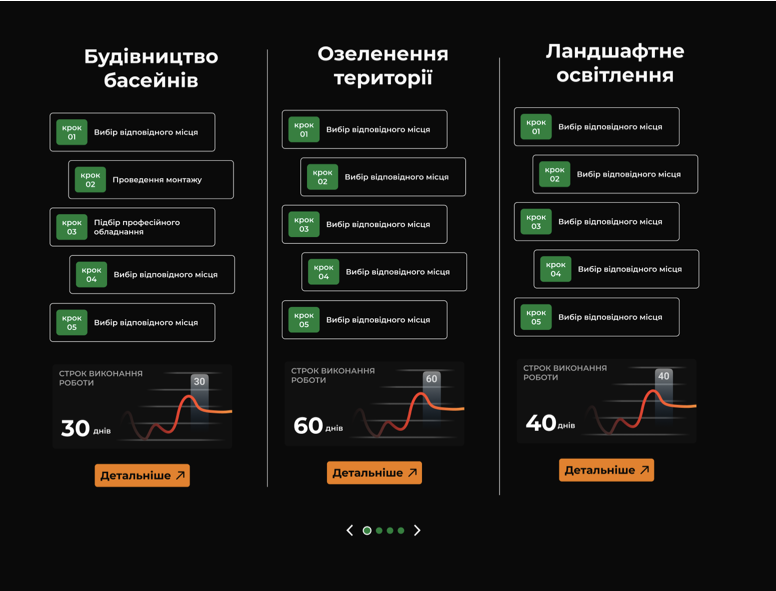 Будівництво
басейнів
крок
01
Вибір відповідного місця
крок
02
Проведення монтажу
крок
03
Підбір професійного
обладнання
крок
04
Вибір відповідного місця
крок
05
Вибір відповідного місця
СТРОК ВИКОНАННЯ
РОБОТИ
30
30 днів
Детальніше
Озеленення
території
крок
01
Вибір відповідного місця
крок
02
Вибір відповідного місця
крок
03
Вибір відповідного місця
крок
04
Вибір відповідного місця
крок
05
Вибір відповідного місця
СТРОК ВИКОНАННЯ
РОБОТИ
60
60 днів
Детальніше
Ландшафтне
освітлення
крок
01
Вибір відповідного місця
крок
02
Вибір відповідного місця
крок
03
Вибір відповідного місця
крок
04
Вибір відповідного місця
крок
05
Вибір відповідного місця
СТРОК ВИКОНАННЯ
РОБОТИ
40
40 днів
Детальніше